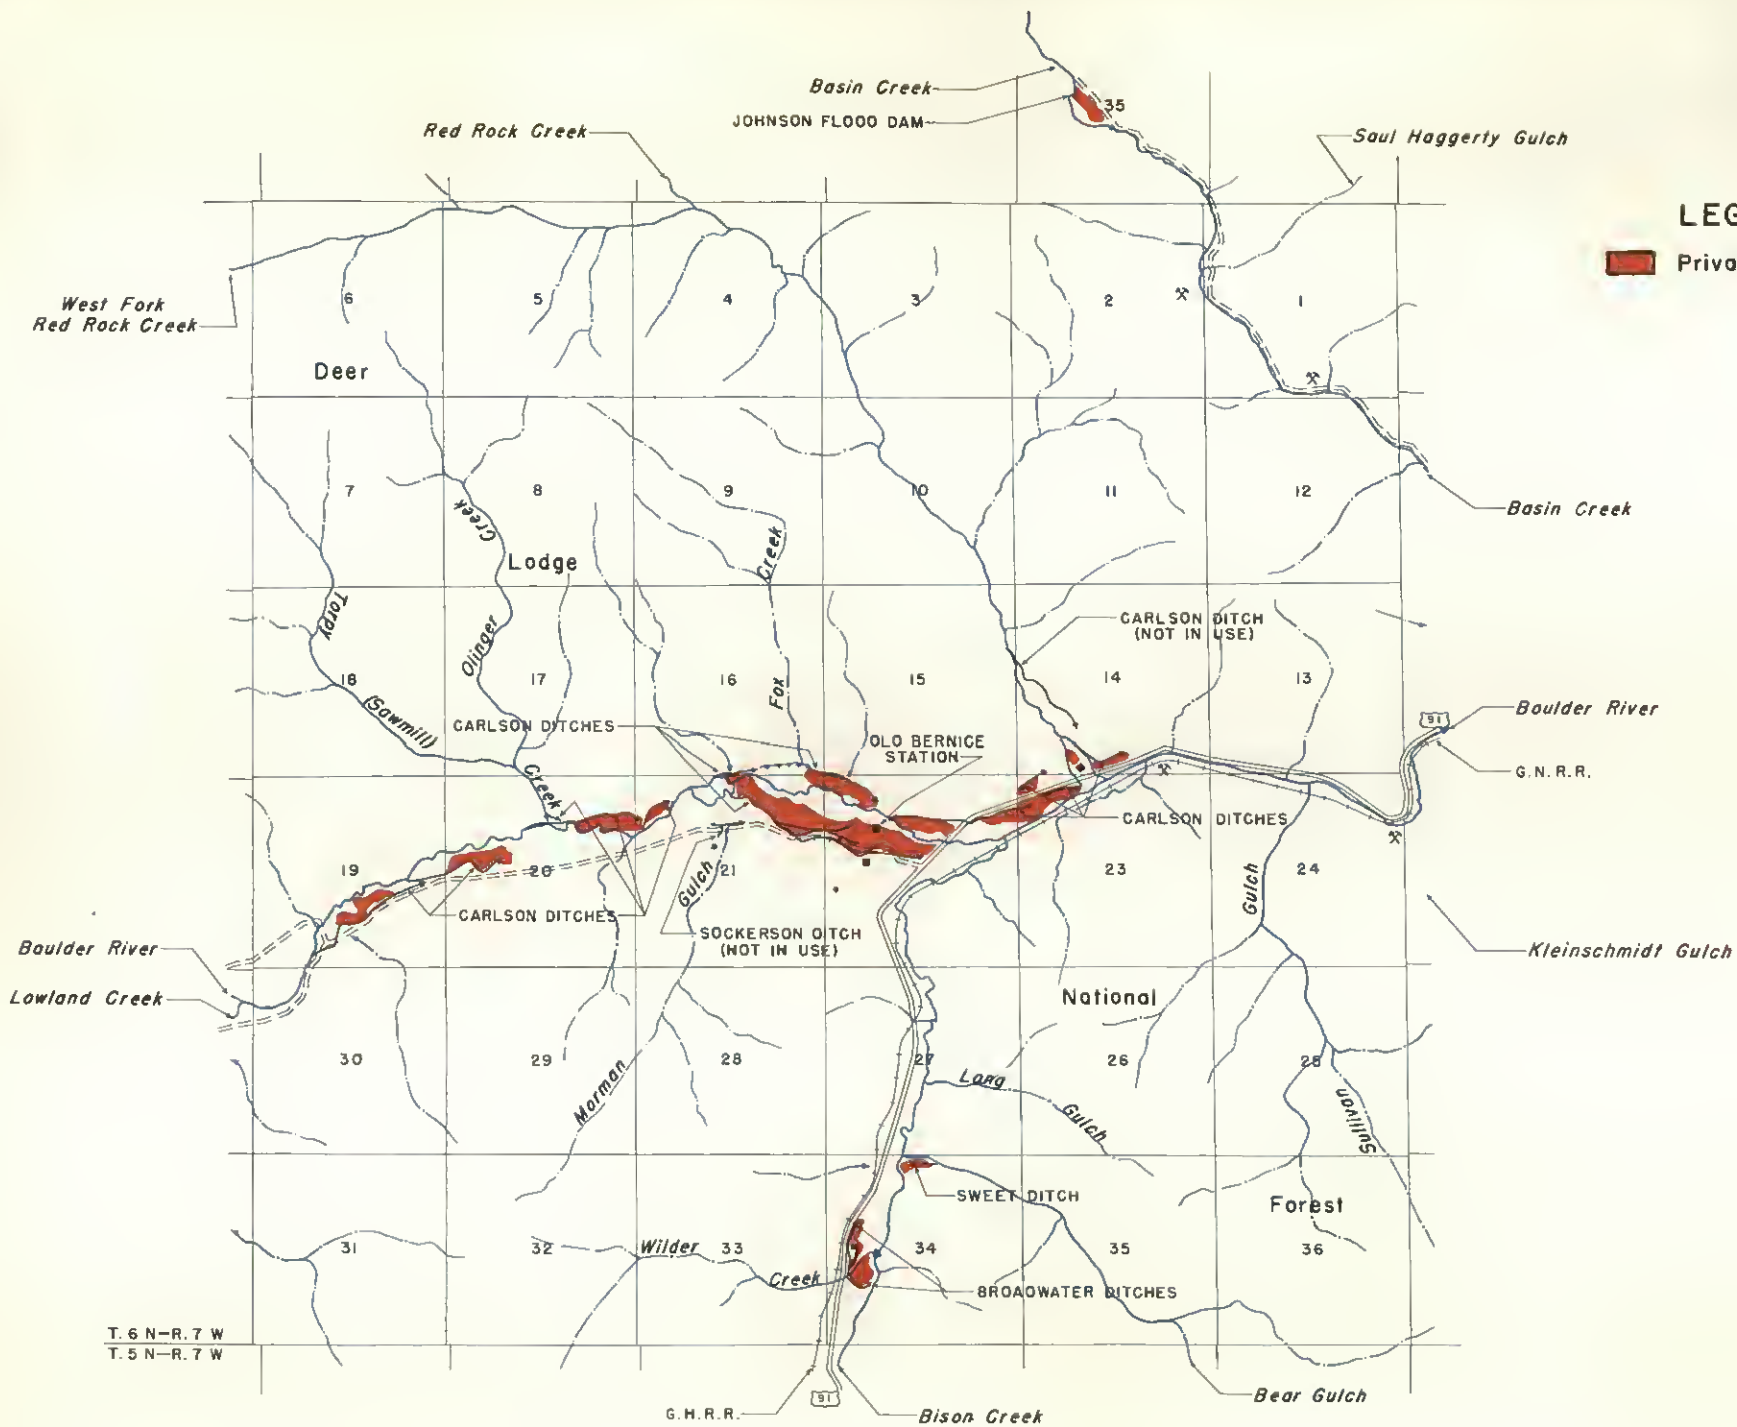 Basin Creek
JOHNSON FLOOD DAM
35
Red Rock Creek
Saul Haggerty Gulch
LEG
Priva
West Fork
Red Rock Creek
6
5
4
3
2
1
Deer
7
8
9
10
11
12
Creek
Creek
Basin Creek
Lodge
Torpy
Olinger
CARLSON DITCH
(NOT IN USE)
18
17
16
15
14
13
Fox
(Sawmill)
Boulder River
91
CARLSON DITCHES
OLD BERNICE
STATION
G.N.R.R.
Creek
CARLSON DITCHES
19
20
21
23
24
Gulch
Gulch
CARLSON DITCHES
SOCKERSON DITCH
(NOT IN USE)
Boulder River
Kleinschmidt Gulch
Lowland Creek
National
30
29
28
27
26
25
Long
Gulch
Morman
Sullivan
SWEET DITCH
Forest
31
32
Wilder
33
34
35
36
Creek
BROADWATER DITCHES
T. 6 N-R. 7 W
T. 5 N-R. 7 W
91
Bear Gulch
G.H.R.R.
Bison Creek